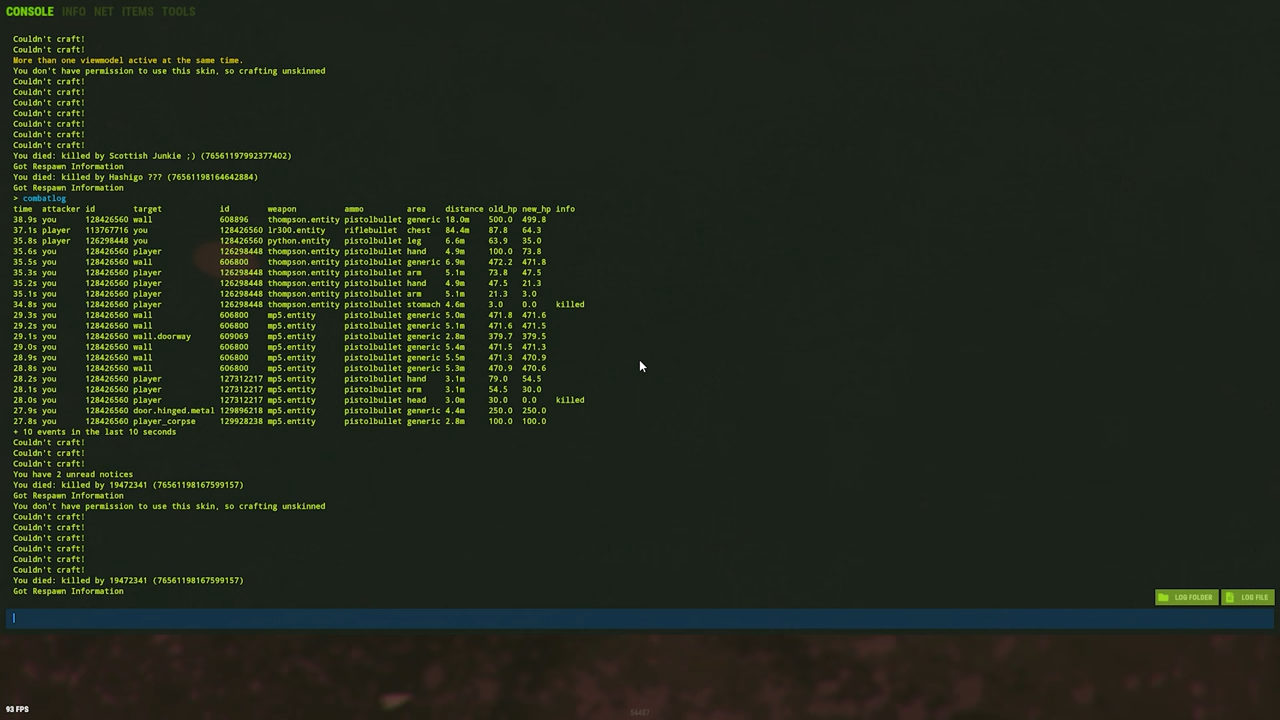 CONSOLE INFO NET ITEMS TOOLS
Couldn't craft!
Couldn't craft!
More than one viewmodel active at the same time.
You don't have permission to use this skin, so crafting unskinned
Couldn't craft!
Couldn't craft!
Couldn't craft!
Couldn't craft!
Couldn't craft!
Couldn't craft!
Couldn't craft!
You died: killed by Scottish Junkie ;) (76561197992377402)
Got Respawn Information
You died: killed by Hashigo ??? (76561198164642884)
Got Respawn Information
> combatlog
time attacker id target id weapon ammo area distance old_hp new_hp info
38.9s you 128426560 wall 608896 thompson.entity pistolbullet generic 18.0m 500.0 499.8
37.1s player 113767716 you 128426560 lr300.entity riflebullet chest 84.4m 87.8 64.3
35.8s player 126298448 you 128426560 python.entity pistolbullet leg 6.6m 63.9 35.0
35.6s you 128426560 player 126298448 thompson.entity pistolbullet hand 4.9m 100.0 73.8
35.5s you 128426560 wall 606800 thompson.entity pistolbullet generic 6.9m 472.2 471.8
35.3s you 128426560 player 126298448 thompson.entity pistolbullet arm 5.1m 73.8 47.5
35.2s you 128426560 player 126298448 thompson.entity pistolbullet hand 4.9m 47.5 21.3
35.1s you 128426560 player 126298448 thompson.entity pistolbullet arm 5.1m 21.3 3.0
34.8s you 128426560 player 126298448 thompson.entity pistolbullet stomach 4.6m 3.0 0.0 killed
29.3s you 128426560 wall 606800 mp5.entity pistolbullet generic 5.0m 471.8 471.6
29.2s you 128426560 wall 606800 mp5.entity pistolbullet generic 5.1m 471.6 471.5
29.1s you 128426560 wall.doorway 609069 mp5.entity pistolbullet generic 2.8m 379.7 379.5
29.0s you 128426560 wall 606800 mp5.entity pistolbullet generic 5.4m 471.5 471.3
28.9s you 128426560 wall 606800 mp5.entity pistolbullet generic 5.5m 471.3 470.9
28.8s you 128426560 wall 606800 mp5.entity pistolbullet generic 5.3m 470.9 470.6
28.2s you 128426560 player 127312217 mp5.entity pistolbullet hand 3.1m 79.0 54.5
28.1s you 128426560 player 127312217 mp5.entity pistolbullet arm 3.1m 54.5 30.0
28.0s you 128426560 player 127312217 mp5.entity pistolbullet head 3.0m 30.0 0.0 killed
27.9s you 128426560 door.hinged.metal 129896218 mp5.entity pistolbullet generic 4.4m 250.0 250.0
27.8s you 128426560 player_corpse 129928238 mp5.entity pistolbullet generic 2.8m 100.0 100.0
+ 10 events in the last 10 seconds
Couldn't craft!
Couldn't craft!
Couldn't craft!
You have 2 unread notices
You died: killed by 19472341 (76561198167599157)
Got Respawn Information
You don't have permission to use this skin, so crafting unskinned
Couldn't craft!
Couldn't craft!
Couldn't craft!
Couldn't craft!
Couldn't craft!
Couldn't craft!
You died: killed by 19472341 (76561198167599157)
Got Respawn Information
LOG FOLDER LOG FILE
93 FPS